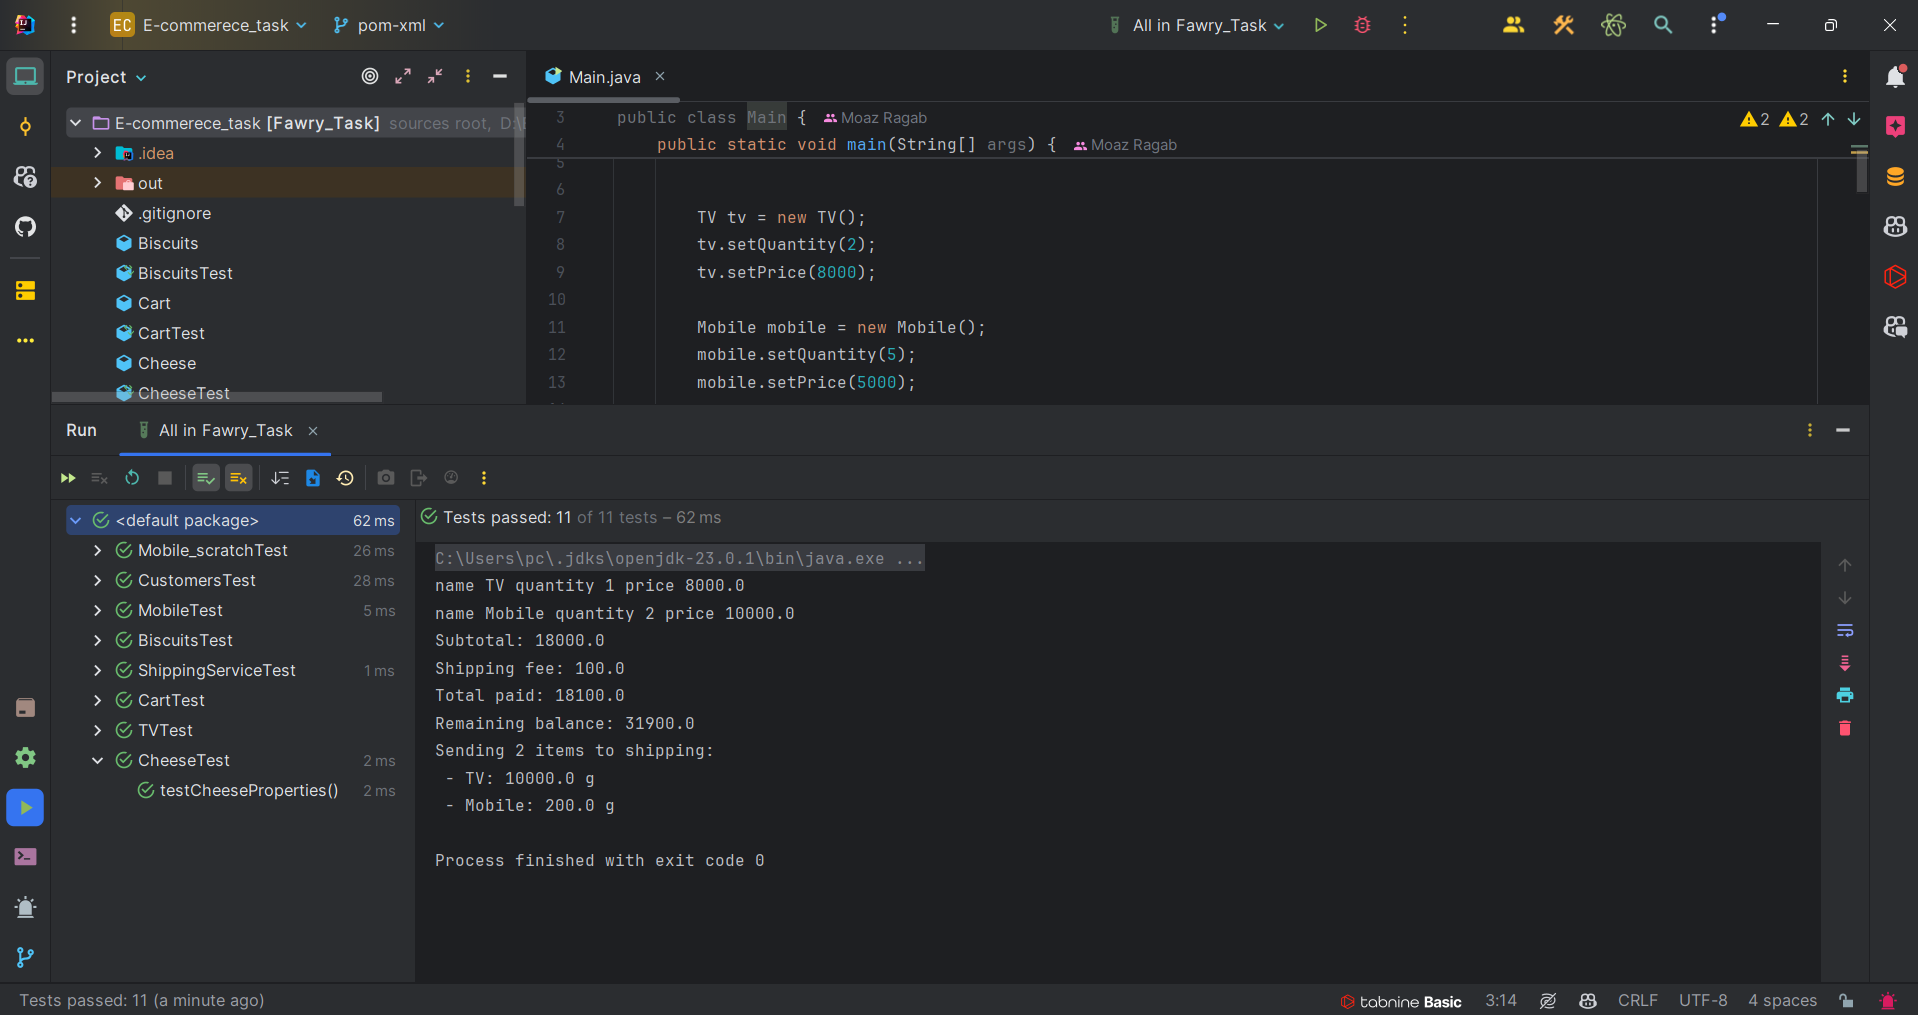 EC E-commerece_task pom-xml All in Fawry_Task
Project
Main.java
E-commerece_task [Fawry_Task] sources root, D:\
.idea
out
.gitignore
Biscuits
BiscuitsTest
Cart
CartTest
Cheese
CheeseTest
3 public class Main { Moaz Ragab
2 2
4 public static void main(String[] args) { Moaz Ragab
5
6
7 TV tv = new TV();
8 tv.setQuantity(2);
9 tv.setPrice(8000);
10
11 Mobile mobile = new Mobile();
12 mobile.setQuantity(5);
13 mobile.setPrice(5000);
Run All in Fawry_Task
<default package> 62 ms
Mobile_scratchTest 26 ms
CustomersTest 28 ms
MobileTest 5 ms
BiscuitsTest
ShippingServiceTest 1 ms
CartTest
TVTest
CheeseTest 2 ms
testCheeseProperties() 2 ms
Tests passed: 11 of 11 tests – 62 ms
C:\Users\pc\.jdks\openjdk-23.0.1\bin\java.exe ...
name TV quantity 1 price 8000.0
name Mobile quantity 2 price 10000.0
Subtotal: 18000.0
Shipping fee: 100.0
Total paid: 18100.0
Remaining balance: 31900.0
Sending 2 items to shipping:
- TV: 10000.0 g
- Mobile: 200.0 g
Process finished with exit code 0
Tests passed: 11 (a minute ago)
tabnine Basic 3:14 CRLF UTF-8 4 spaces